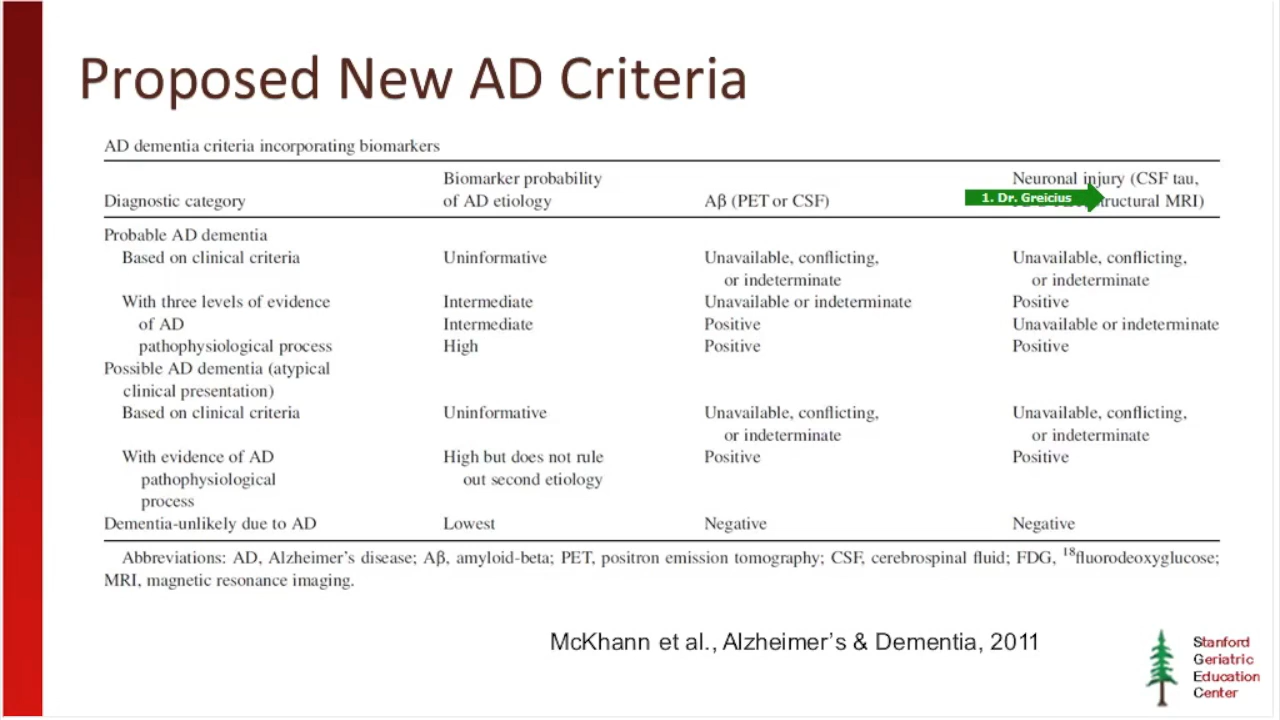 Proposed New AD Criteria
AD dementia criteria incorporating biomarkers
Diagnostic category
Biomarker probability
of AD etiology
Aβ (PET or CSF)
Neuronal injury (CSF tau,
structural MRI)
1. Dr. Greicius
Probable AD dementia
Based on clinical criteria
Uninformative
Unavailable, conflicting,
or indeterminate
Unavailable, conflicting,
or indeterminate
With three levels of evidence
of AD
pathophysiological process
Intermediate
Unavailable or indeterminate
Positive
Intermediate
Positive
Unavailable or indeterminate
High
Positive
Positive
Possible AD dementia (atypical
clinical presentation)
Based on clinical criteria
Uninformative
Unavailable, conflicting,
or indeterminate
Unavailable, conflicting,
or indeterminate
With evidence of AD
pathophysiological
process
High but does not rule
out second etiology
Positive
Positive
Dementia-unlikely due to AD
Lowest
Negative
Negative
Abbreviations: AD, Alzheimer’s disease; Aβ, amyloid-beta; PET, positron emission tomography; CSF, cerebrospinal fluid; FDG, ¹⁸fluorodeoxyglucose;
MRI, magnetic resonance imaging.
McKhann et al., Alzheimer’s & Dementia, 2011
Stanford
Geriatric
Education
Center